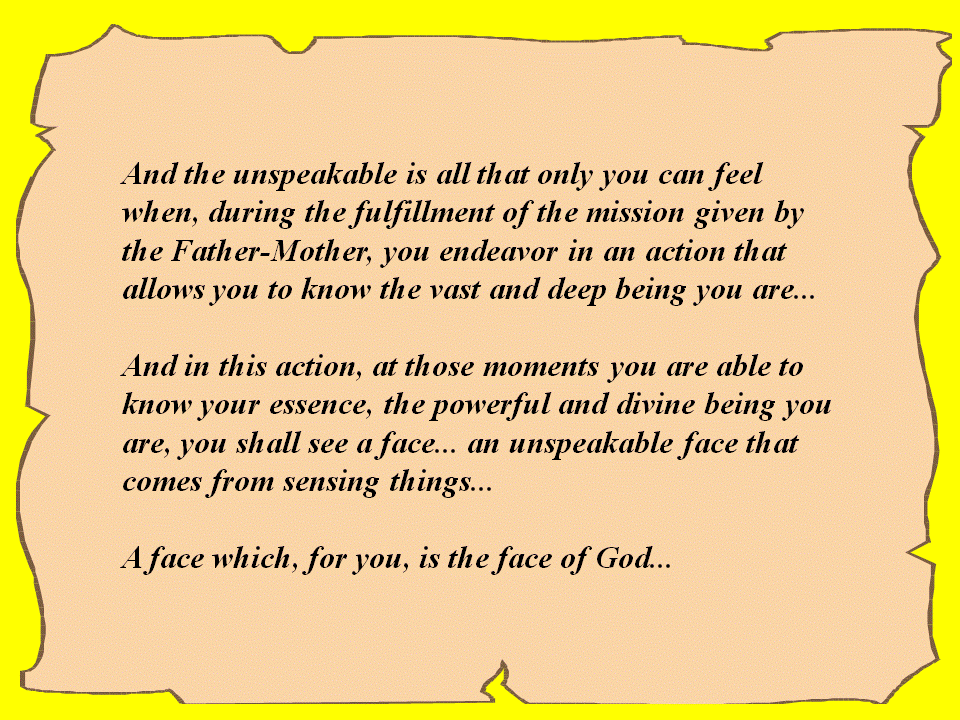 And the unspeakable is all that only you can feel
when, during the fulfillment of the mission given by
the Father-Mother, you endeavor in an action that
allows you to know the vast and deep being you are...
And in this action, at those moments you are able to
know your essence, the powerful and divine being you
are, you shall see a face... an unspeakable face that
comes from sensing things...
A face which, for you, is the face of God...